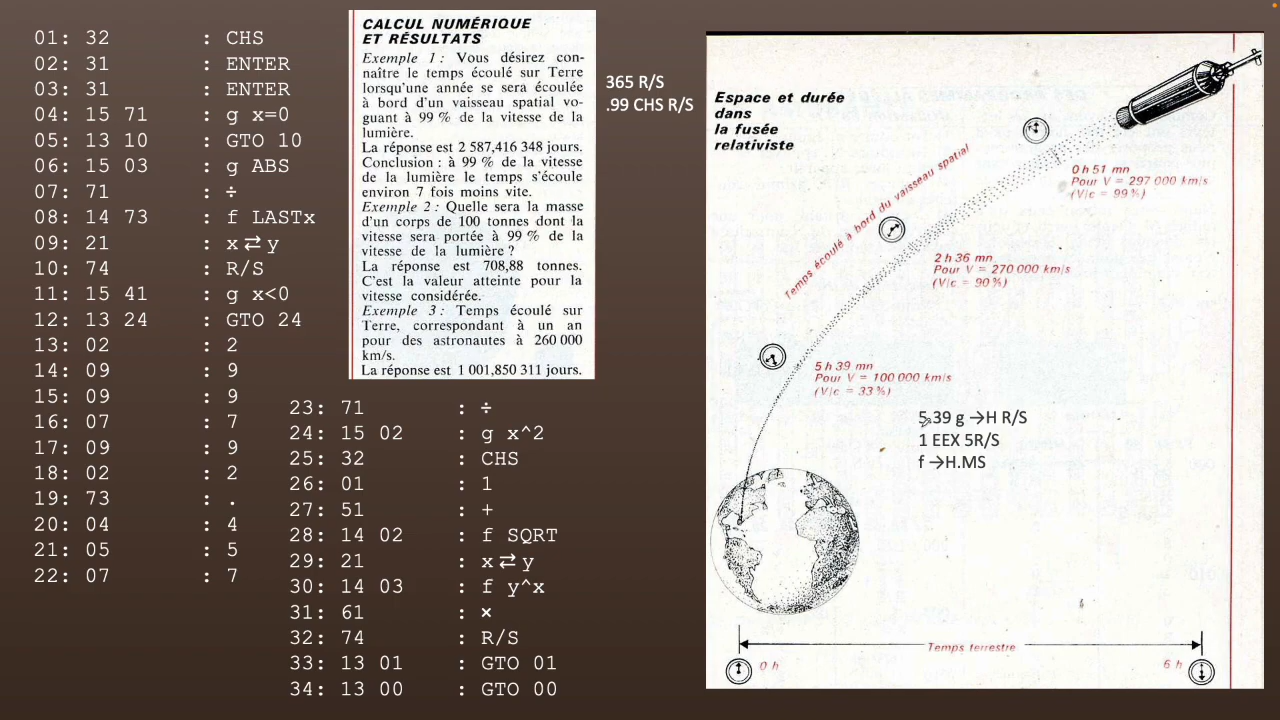 01: 32 : CHS
02: 31 : ENTER
03: 31 : ENTER
04: 15 71 : g x=0
05: 13 10 : GTO 10
06: 15 03 : g ABS
07: 71 : ÷
08: 14 73 : f LASTx
09: 21 : x⇄y
10: 74 : R/S
11: 15 41 : g x<0
12: 13 24 : GTO 24
13: 02 : 2
14: 09 : 9
15: 09 : 9
16: 07 : 7
17: 09 : 9
18: 02 : 2
19: 73 : .
20: 04 : 4
21: 05 : 5
22: 07 : 7
23: 71 : ÷
24: 15 02 : g x^2
25: 32 : CHS
26: 01 : 1
27: 51 : +
28: 14 02 : f SQRT
29: 21 : x⇄y
30: 14 03 : f y^x
31: 61 : ×
32: 74 : R/S
33: 13 01 : GTO 01
34: 13 00 : GTO 00
CALCUL NUMÉRIQUE
ET RÉSULTATS
Exemple 1 : Vous désirez con-
naître le temps écoulé sur Terre
lorsqu'une année se sera écoulée
à bord d'un vaisseau spatial vo-
guant à 99 % de la vitesse de la
lumière.
La réponse est 2 587,416 348 jours.
Conclusion : à 99 % de la vitesse
de la lumière le temps s'écoule
environ 7 fois moins vite.
Exemple 2 : Quelle sera la masse
d'un corps de 100 tonnes dont la
vitesse sera portée à 99 % de la
vitesse de la lumière ?
La réponse est 708,88 tonnes.
C'est la valeur atteinte pour la
vitesse considérée.
Exemple 3 : Temps écoulé sur
Terre, correspondant à un an
pour des astronautes à 260 000
km/s.
La réponse est 1 001,850 311 jours.
365 R/S
.99 CHS R/S
Espace et durée
dans
la fusée
relativiste
Temps écoulé à bord du vaisseau spatial
0 h 51 mn
Pour V = 297 000 km/s
(V/c = 99 %)
2 h 36 mn
Pour V = 270 000 km/s
(V/c = 90 %)
5 h 39 mn
Pour V = 100 000 km/s
(V/c = 33 %)
5.39 g →H R/S
1 EEX 5R/S
f →H.MS
Temps terrestre
0 h
6 h